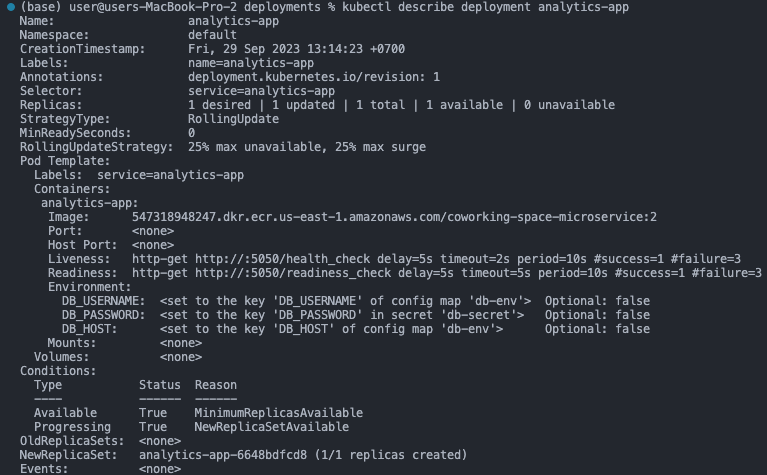 (base) user@users-MacBook-Pro-2 deployments % kubectl describe deployment analytics-app
Name:                   analytics-app
Namespace:              default
CreationTimestamp:      Fri, 29 Sep 2023 13:14:23 +0700
Labels:                 name=analytics-app
Annotations:            deployment.kubernetes.io/revision: 1
Selector:               service=analytics-app
Replicas:               1 desired | 1 updated | 1 total | 1 available | 0 unavailable
StrategyType:           RollingUpdate
MinReadySeconds:        0
RollingUpdateStrategy:  25% max unavailable, 25% max surge
Pod Template:
  Labels:  service=analytics-app
  Containers:
   analytics-app:
    Image:      547318948247.dkr.ecr.us-east-1.amazonaws.com/coworking-space-microservice:2
    Port:       <none>
    Host Port:  <none>
    Liveness:   http-get http://:5050/health_check delay=5s timeout=2s period=10s #success=1 #failure=3
    Readiness:  http-get http://:5050/readiness_check delay=5s timeout=5s period=10s #success=1 #failure=3
    Environment:
      DB_USERNAME:  <set to the key 'DB_USERNAME' of config map 'db-env'>  Optional: false
      DB_PASSWORD:  <set to the key 'DB_PASSWORD' in secret 'db-secret'>   Optional: false
      DB_HOST:      <set to the key 'DB_HOST' of config map 'db-env'>      Optional: false
    Mounts:         <none>
  Volumes:          <none>
Conditions:
  Type           Status  Reason
  ----           ------  ------
  Available      True    MinimumReplicasAvailable
  Progressing    True    NewReplicaSetAvailable
OldReplicaSets:  <none>
NewReplicaSet:   analytics-app-6648bdfcd8 (1/1 replicas created)
Events:          <none>